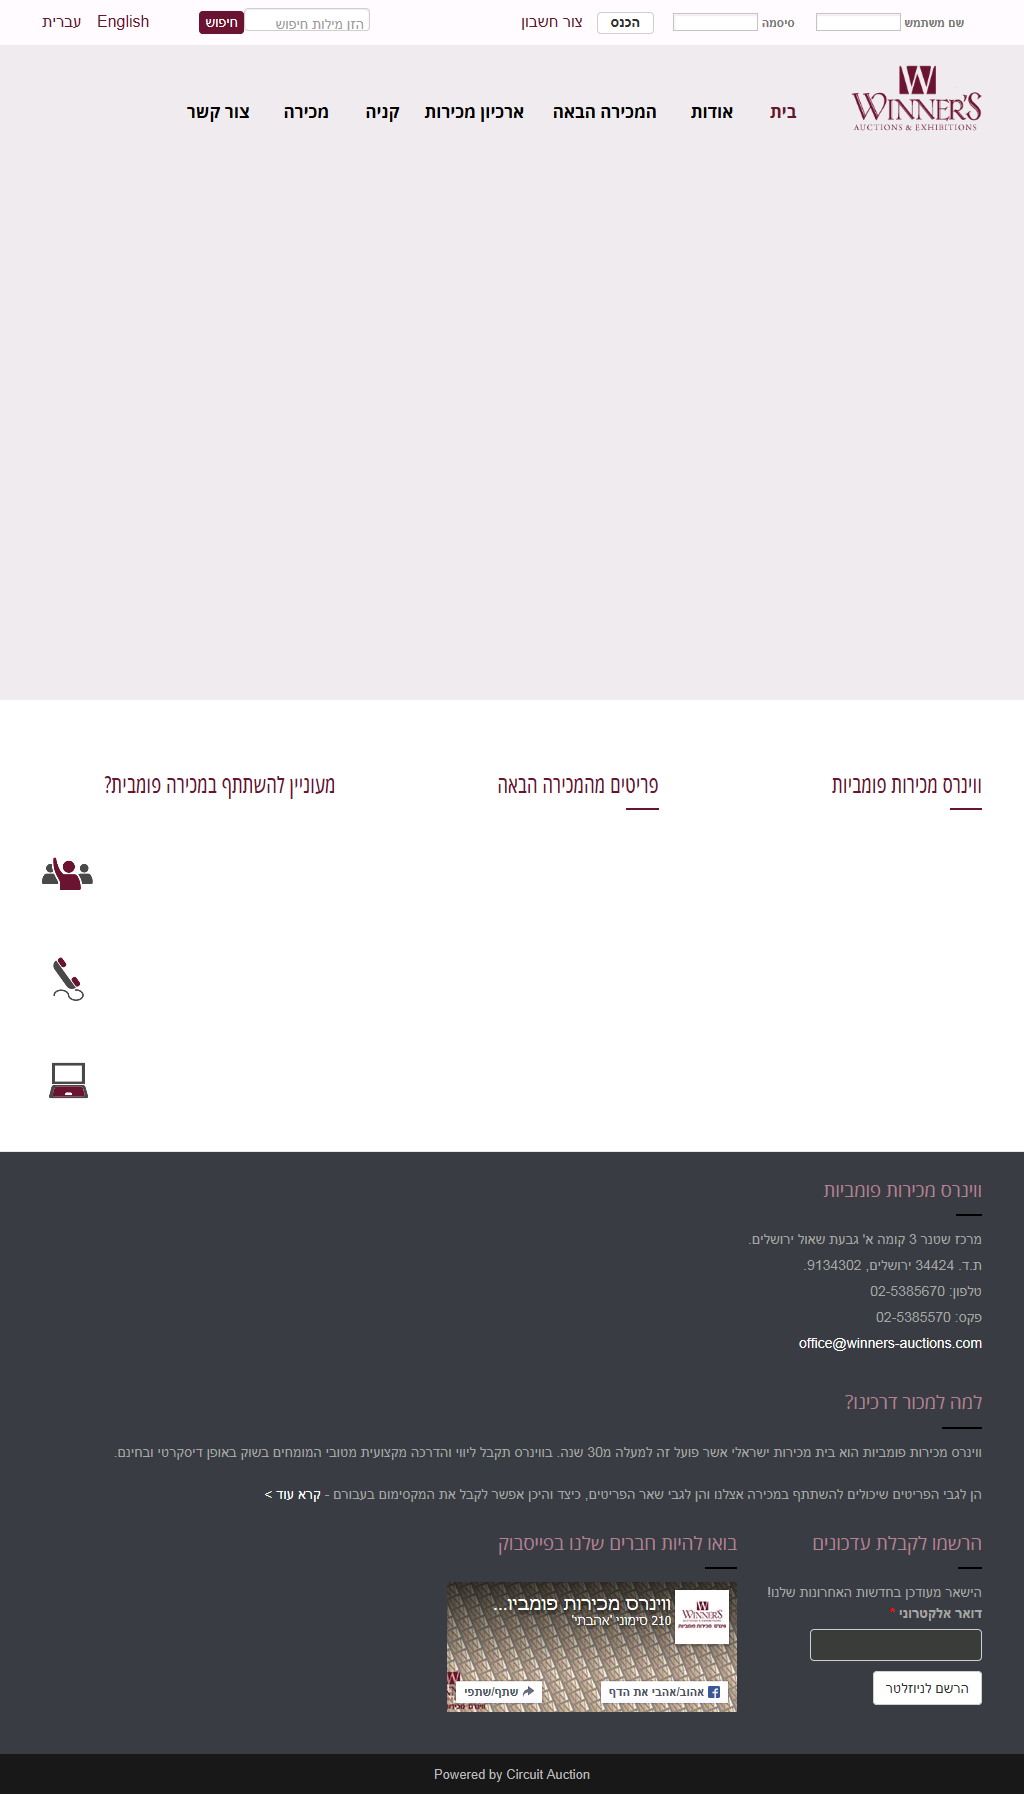 שם משתמש
סיסמה
הכנס
צור חשבון
הזן מילות חיפוש
חיפוש
English
עברית
WINNER'S
AUCTIONS & EXHIBITIONS
בית
אודות
המכירה הבאה
ארכיון מכירות
קניה
מכירה
צור קשר
ווינרס מכירות פומביות
פריטים מהמכירה הבאה
מעוניין להשתתף במכירה פומבית?
ווינרס מכירות פומביות
מרכז שטנר 3 קומה א' גבעת שאול ירושלים.
ת.ד. 34424 ירושלים, 9134302.
טלפון: 02-5385670
פקס: 02-5385570
office@winners-auctions.com
למה למכור דרכינו?
ווינרס מכירות פומביות הוא בית מכירות ישראלי אשר פועל זה למעלה מ30 שנה. בווינרס תקבל ליווי והדרכה מקצועית מטובי המומחים בשוק באופן דיסקרטי ובחינם.
הן לגבי הפריטים שיכולים להשתתף במכירה אצלנו והן לגבי שאר הפריטים, כיצד והיכן אפשר לקבל את המקסימום בעבורם - קרא עוד >
הרשמו לקבלת עדכונים
הישאר מעודכן בחדשות האחרונות שלנו!
דואר אלקטרוני *
הרשם לניוזלטר
בואו להיות חברים שלנו בפייסבוק
WINNER'S
ווינרס מכירות פומביות
ווינרס מכירות פומביו...
210 סימוני 'אהבתי'
אהוב/אהבי את הדף
שתף/שתפי
Powered by Circuit Auction